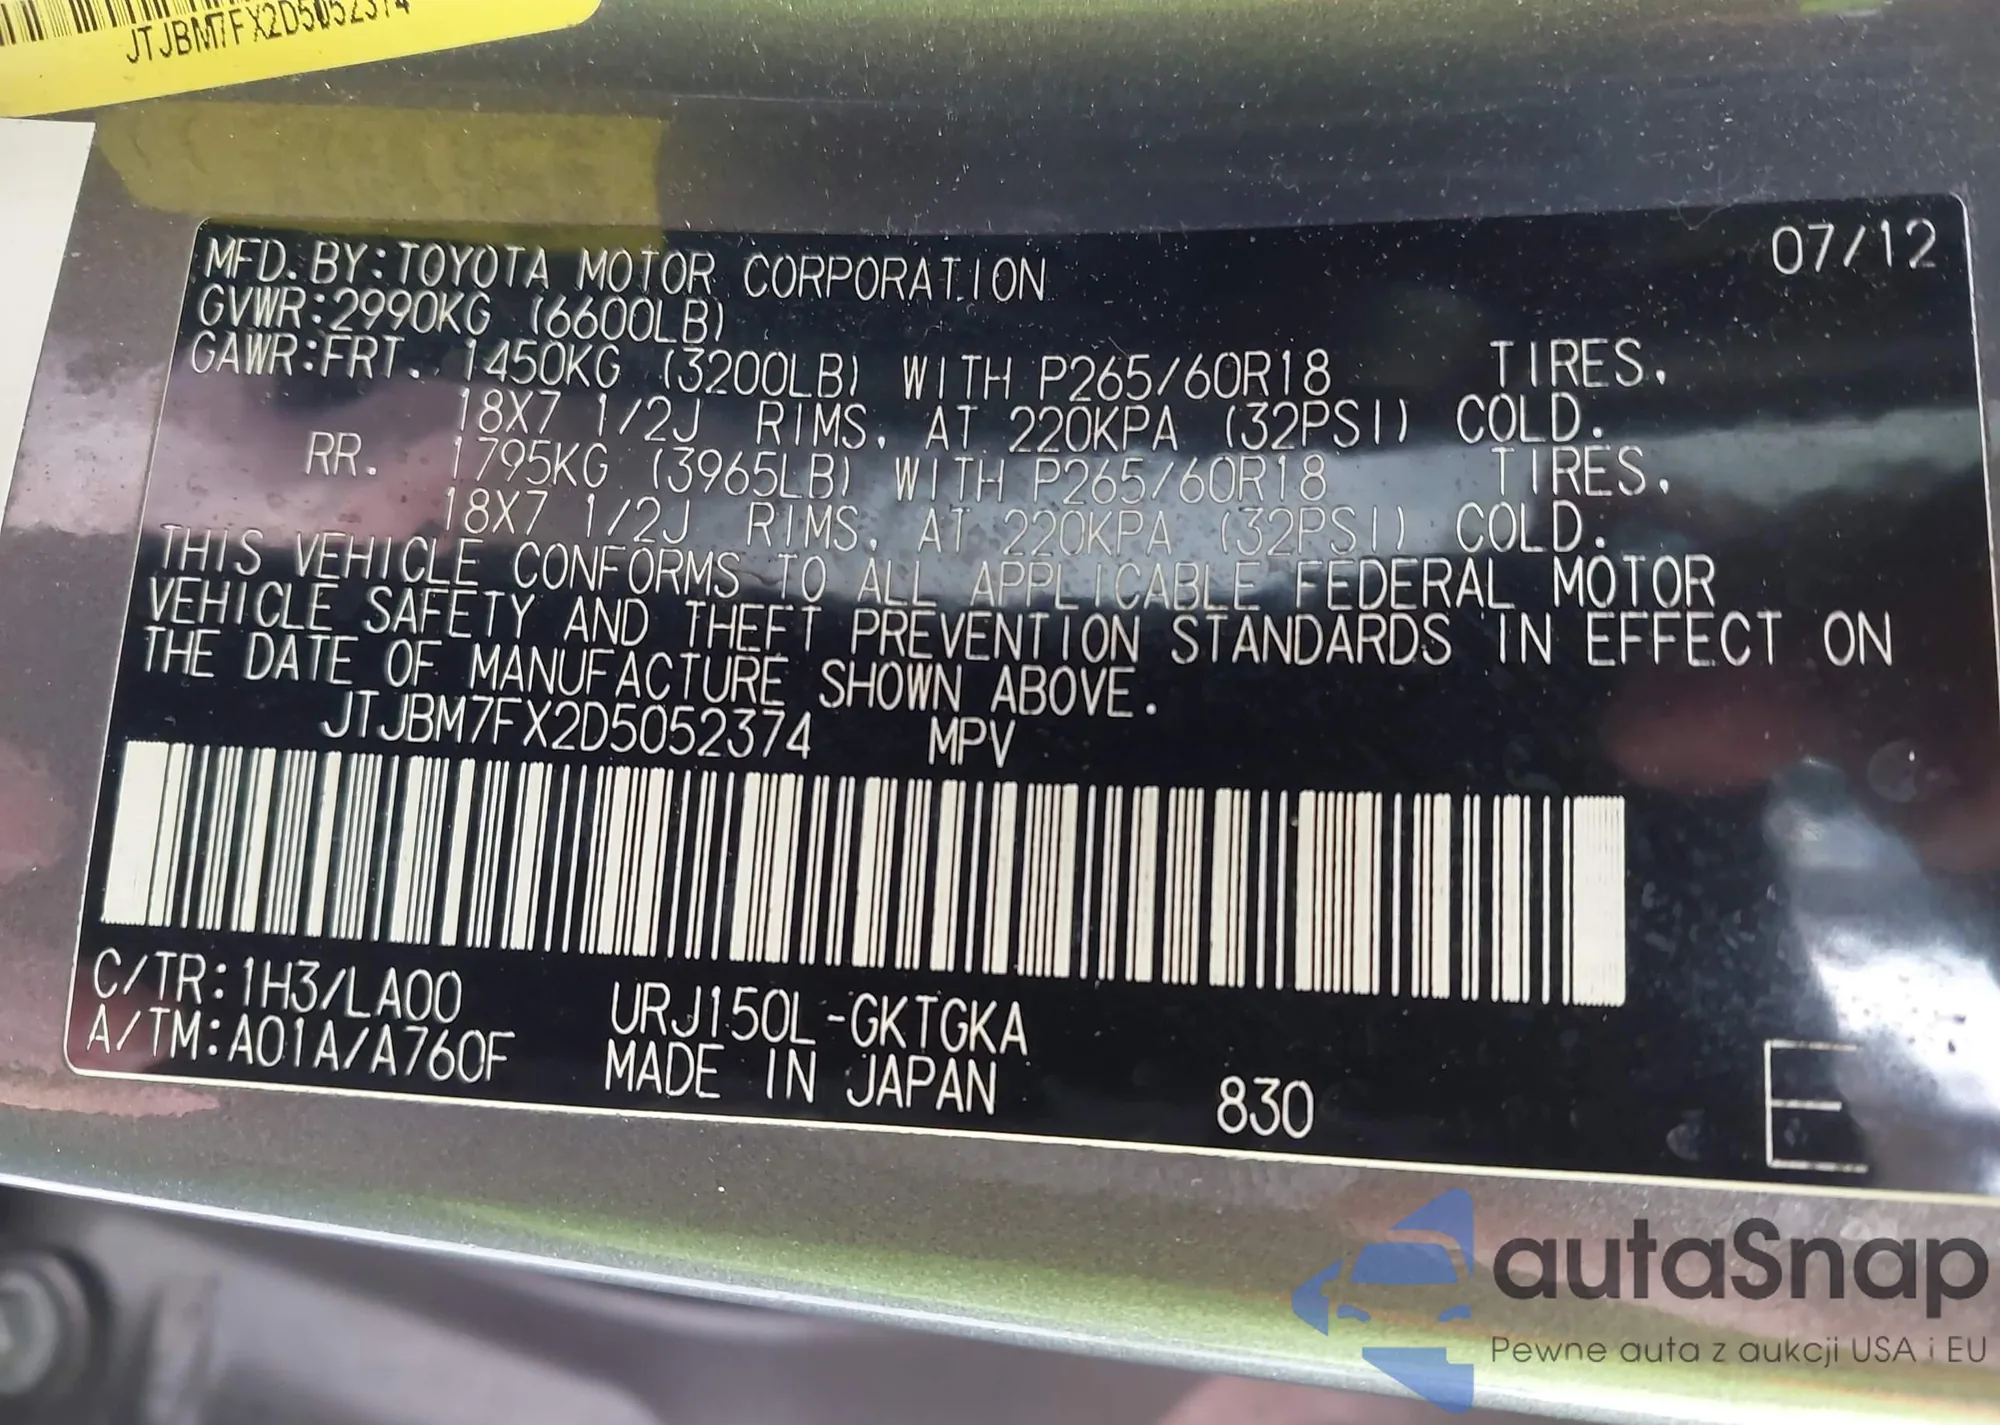 JTJBM7FX2D5052374
MFD. BY: TOYOTA MOTOR CORPORATION 07/12
GVWR: 2990KG (6600LB)
GAWR: FRT. 1450KG (3200LB) WITH P265/60R18 TIRES,
18X7 1/2J RIMS, AT 220KPA (32PSI) COLD.
RR. 1795KG (3965LB) WITH P265/60R18 TIRES,
18X7 1/2J RIMS, AT 220KPA (32PSI) COLD.
THIS VEHICLE CONFORMS TO ALL APPLICABLE FEDERAL MOTOR
VEHICLE SAFETY AND THEFT PREVENTION STANDARDS IN EFFECT ON
THE DATE OF MANUFACTURE SHOWN ABOVE.
JTJBM7FX2D5052374 MPV
C/TR: 1H3/LA00 URJ150L-GKTGKA
A/TM: A01A/A760F MADE IN JAPAN 830 E
autaSnap
Pewne auta z aukcji USA i EU